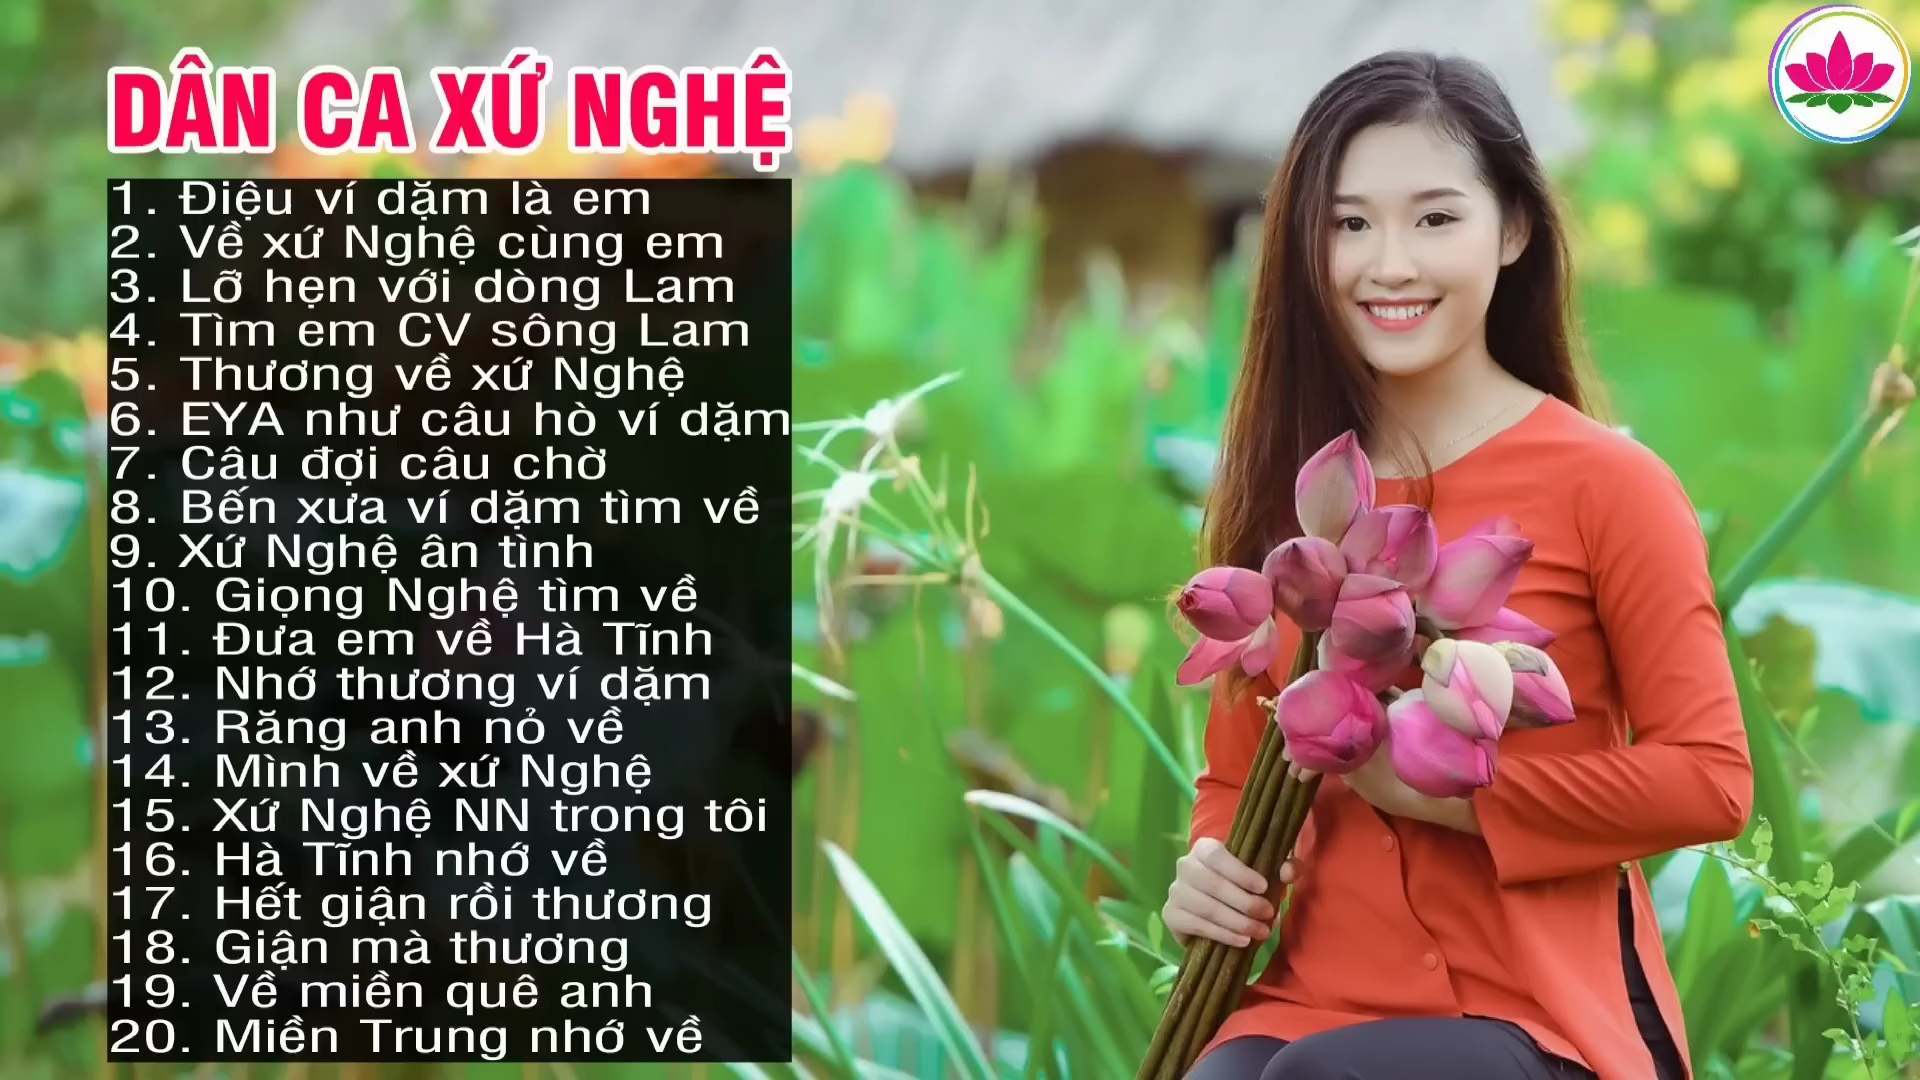 DÂN CA XỨ NGHỆ
1. Điệu ví dặm là em
2. Về xứ Nghệ cùng em
3. Lỡ hẹn với dòng Lam
4. Tìm em CV sông Lam
5. Thương về xứ Nghệ
6. EYA như câu hò ví dặm
7. Câu đợi câu chờ
8. Bến xưa ví dặm tìm về
9. Xứ Nghệ ân tình
10. Giọng Nghệ tìm về
11. Đưa em về Hà Tĩnh
12. Nhớ thương ví dặm
13. Răng anh nỏ về
14. Mình về xứ Nghệ
15. Xứ Nghệ NN trong tôi
16. Hà Tĩnh nhớ về
17. Hết giận rồi thương
18. Giận mà thương
19. Về miền quê anh
20. Miền Trung nhớ về